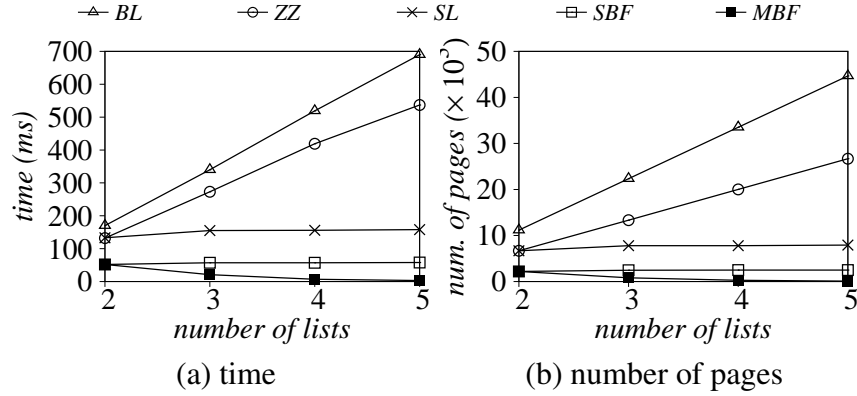 BL ZZ SL SBF MBF
700
600
500
400
300
200
100
0
time (ms)
2 3 4 5
number of lists
(a) time
50
40
30
20
10
0
num. of pages (× 10³)
2 3 4 5
number of lists
(b) number of pages